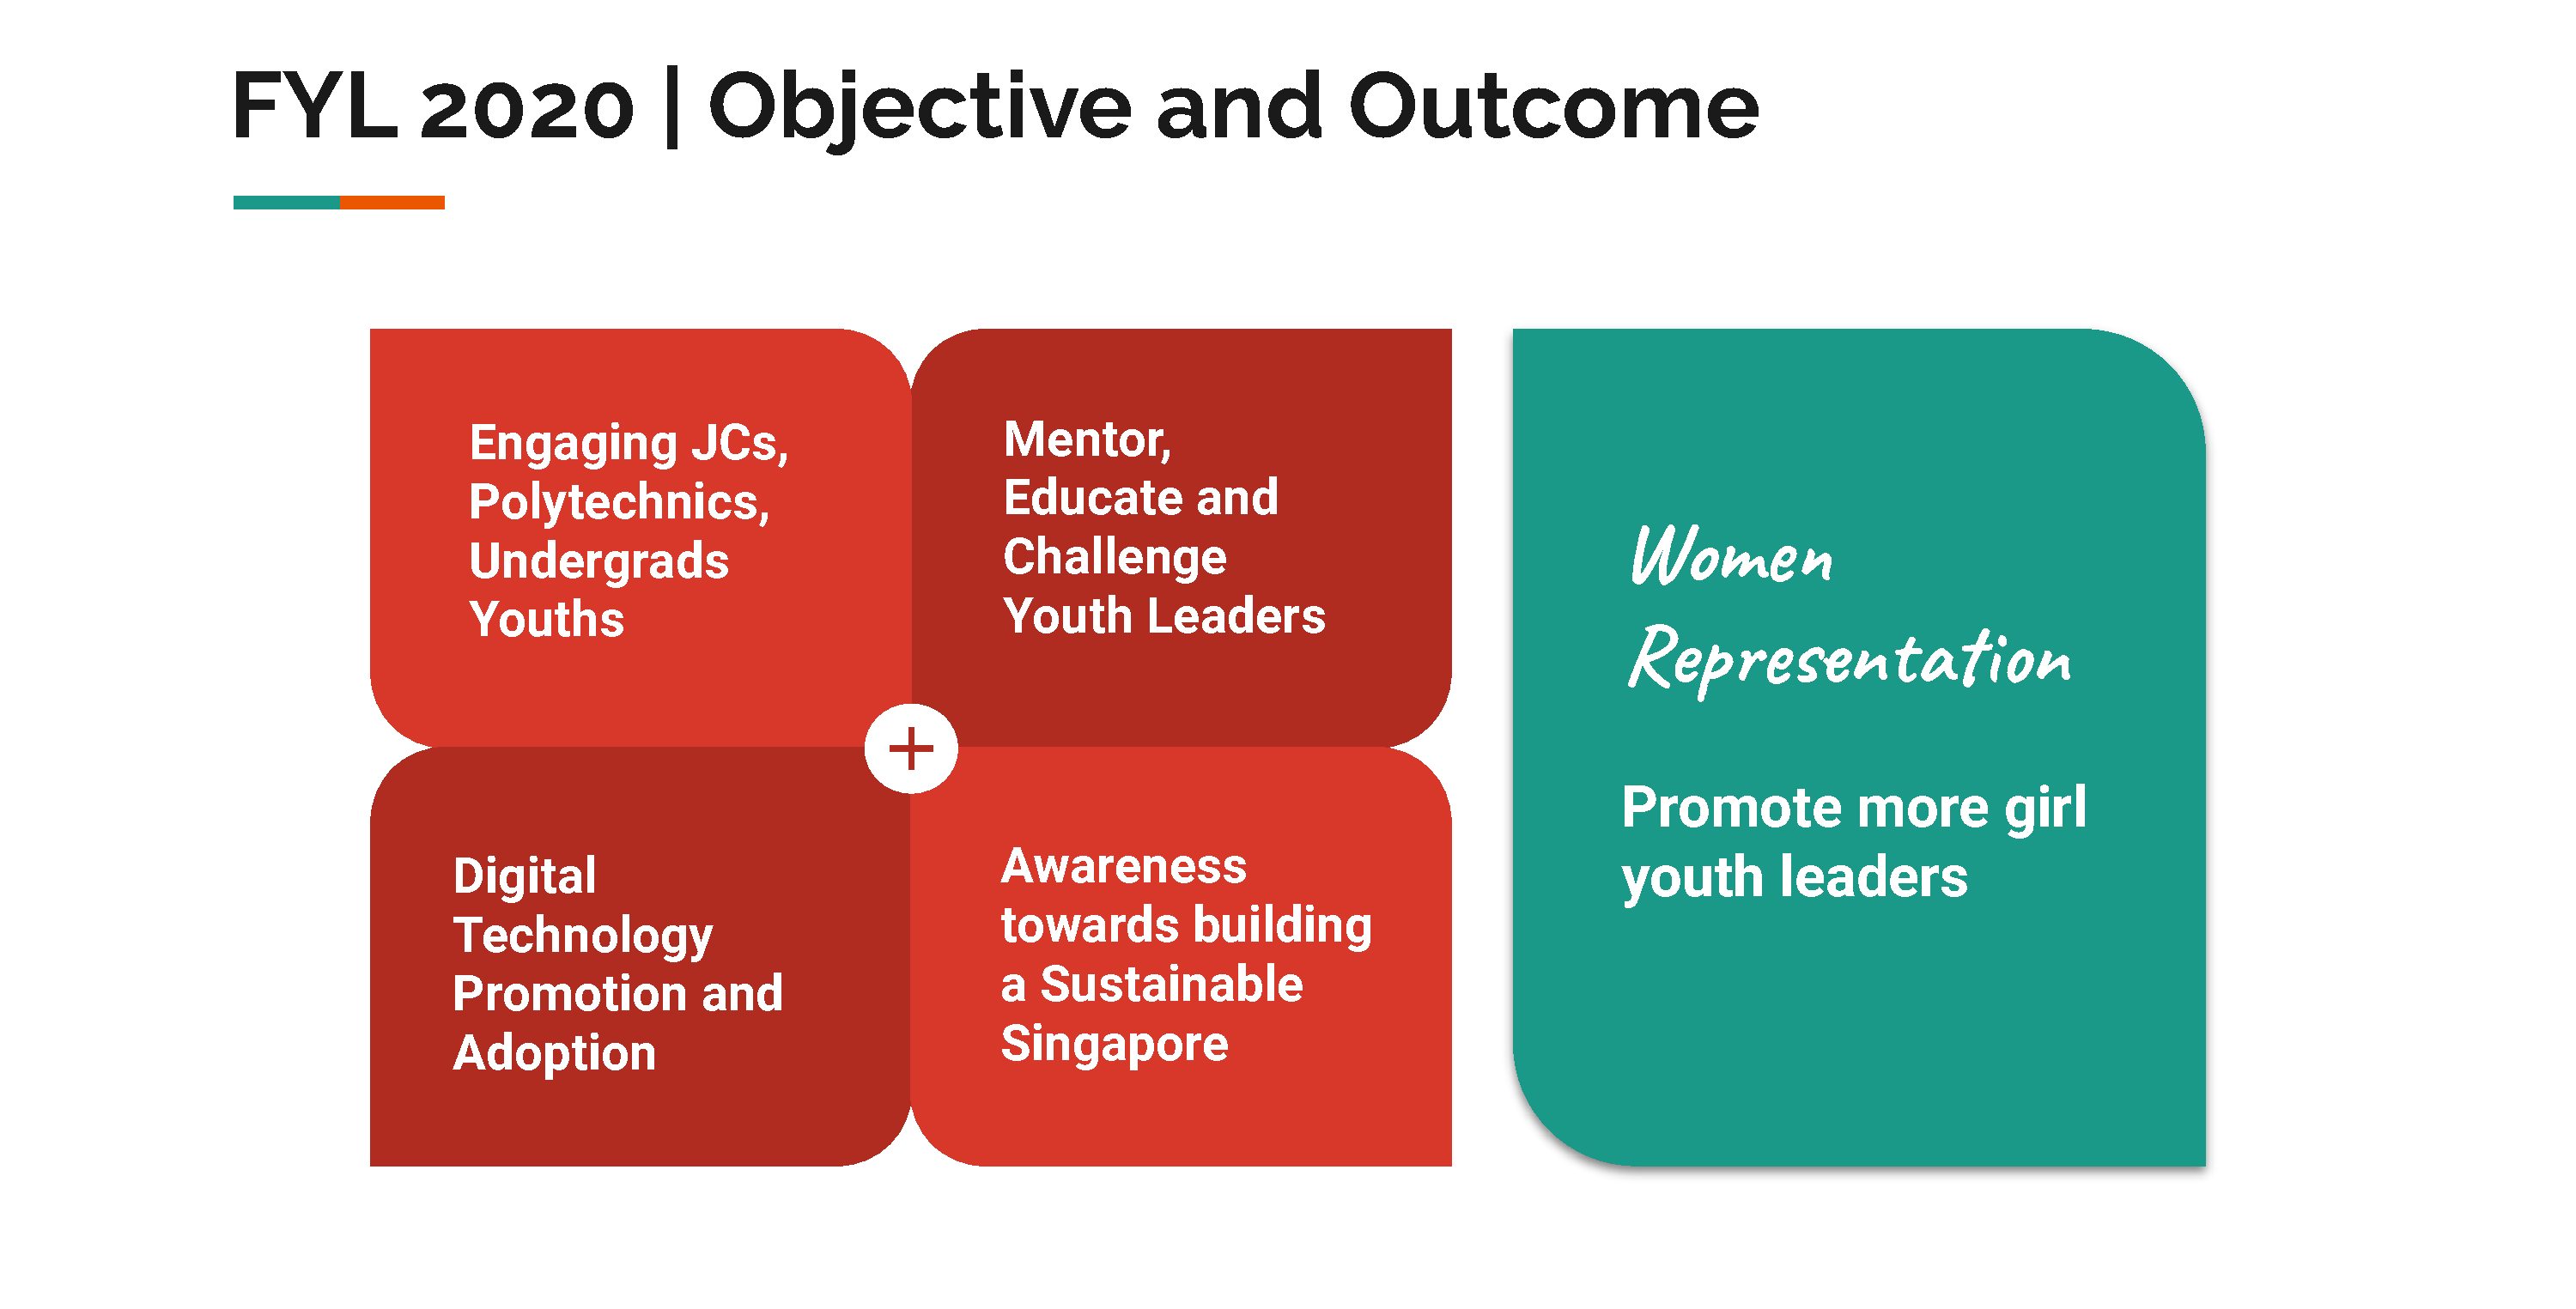 FYL 2020 | Objective and Outcome
Engaging JCs,
Polytechnics,
Undergrads
Youths
Mentor,
Educate and
Challenge
Youth Leaders
+
Digital
Technology
Promotion and
Adoption
Awareness
towards building
a Sustainable
Singapore
Women
Representation
Promote more girl
youth leaders